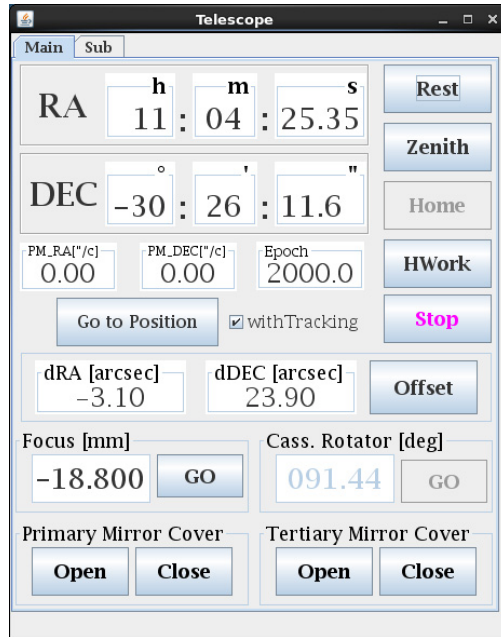 Telescope
Main Sub
RA h m s 11 : 04 : 25.35
Rest
Zenith
DEC ° ' " -30 : 26 : 11.6
Home
PM_RA["/c] PM_DEC["/c] Epoch
0.00 0.00 2000.0
HWork
Go to Position withTracking
Stop
dRA [arcsec] dDEC [arcsec]
-3.10 23.90
Offset
Focus [mm] Cass. Rotator [deg]
-18.800 GO 091.44 GO
Primary Mirror Cover Tertiary Mirror Cover
Open Close Open Close